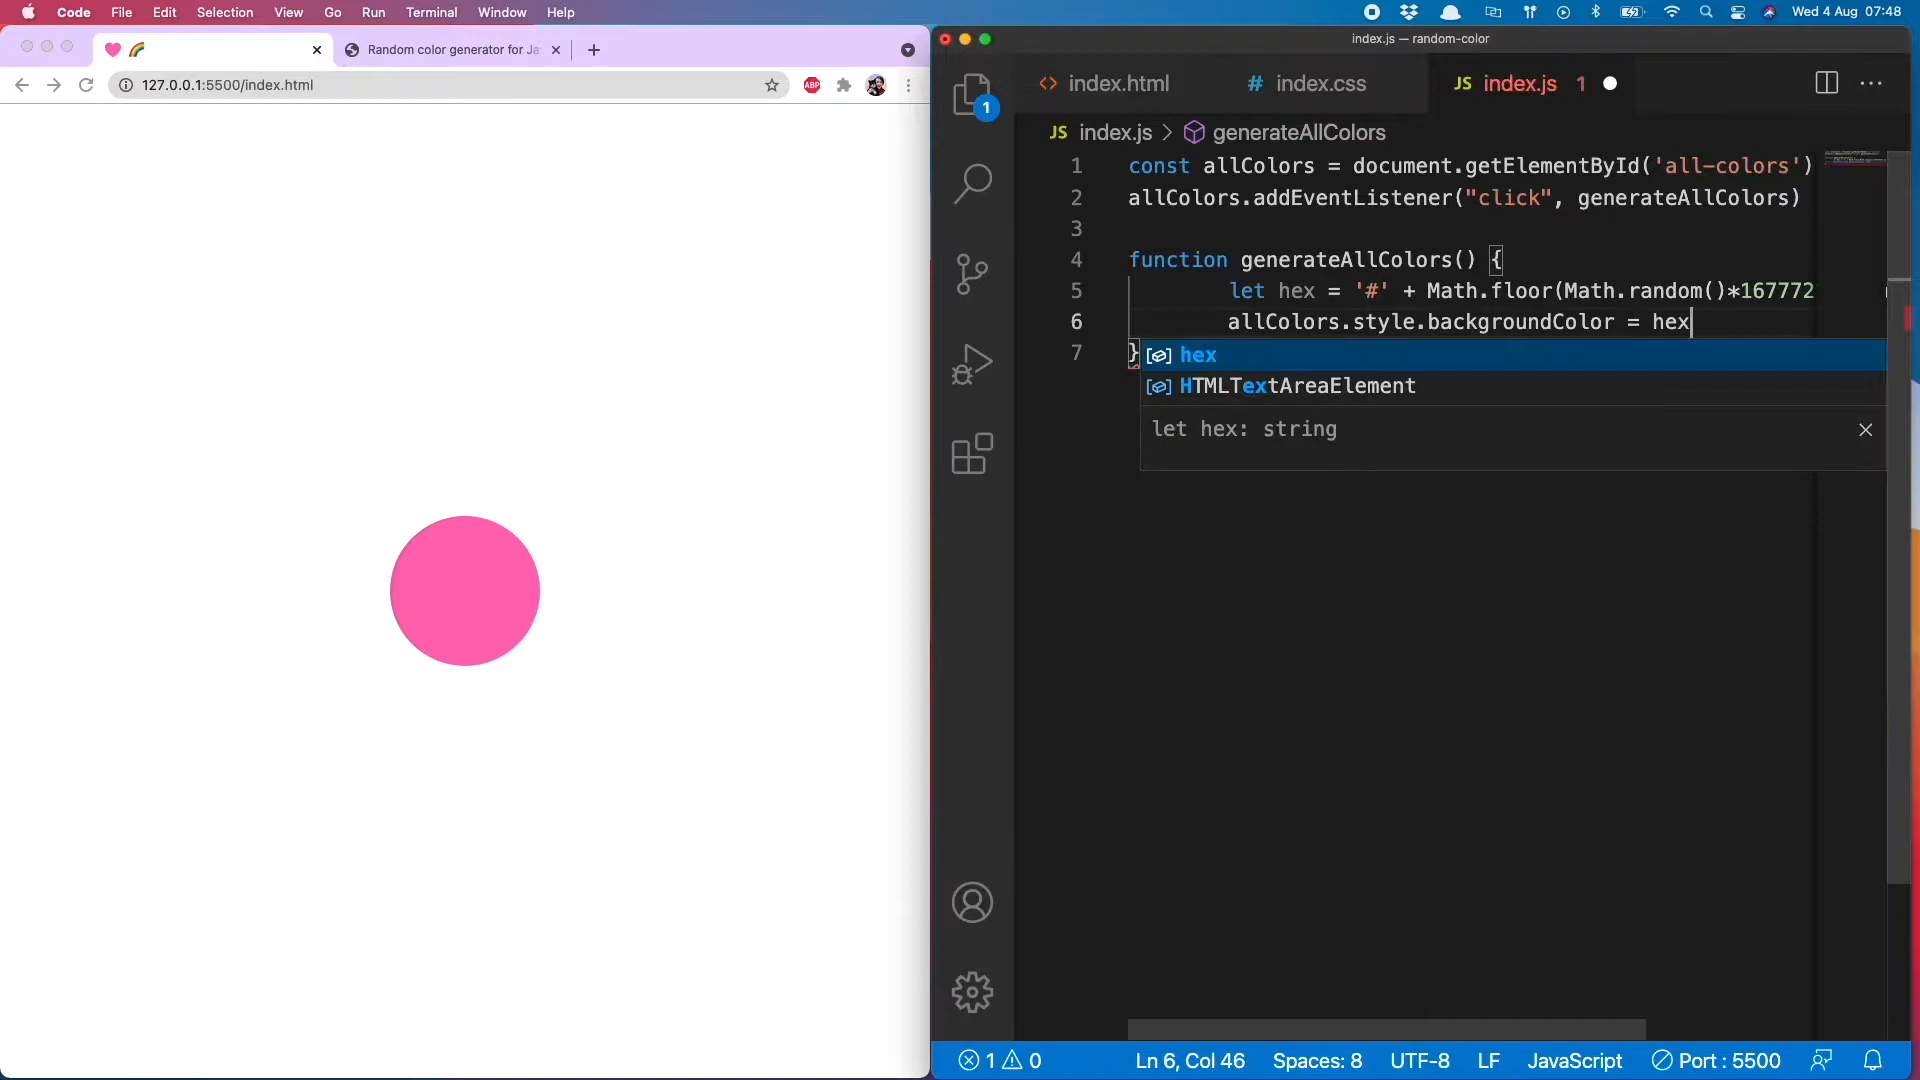 Code File Edit Selection View Go Run Terminal Window Help Wed 4 Aug 07:48
Random color generator for Ja
127.0.0.1:5500/index.html
ABP
index.js — random-color
1
<> index.html # index.css JS index.js 1
JS index.js > generateAllColors
1 const allColors = document.getElementById('all-colors')
2 allColors.addEventListener("click", generateAllColors)
3
4 function generateAllColors() {
5 let hex = '#' + Math.floor(Math.random()*167772
6 allColors.style.backgroundColor = hex
7 }
hex
HTMLTextAreaElement
let hex: string
1 0 Ln 6, Col 46 Spaces: 8 UTF-8 LF JavaScript Port : 5500